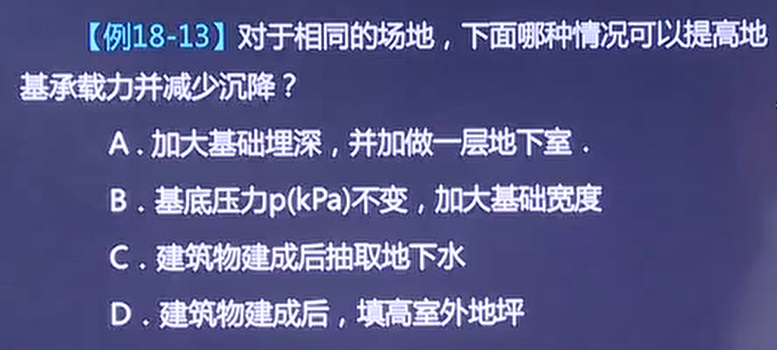 【例18-13】对于相同的场地，下面哪种情况可以提高地
基承载力并减少沉降？
A．加大基础埋深，并加做一层地下室．
B．基底压力p(kPa)不变，加大基础宽度
C．建筑物建成后抽取地下水
D．建筑物建成后，填高室外地坪